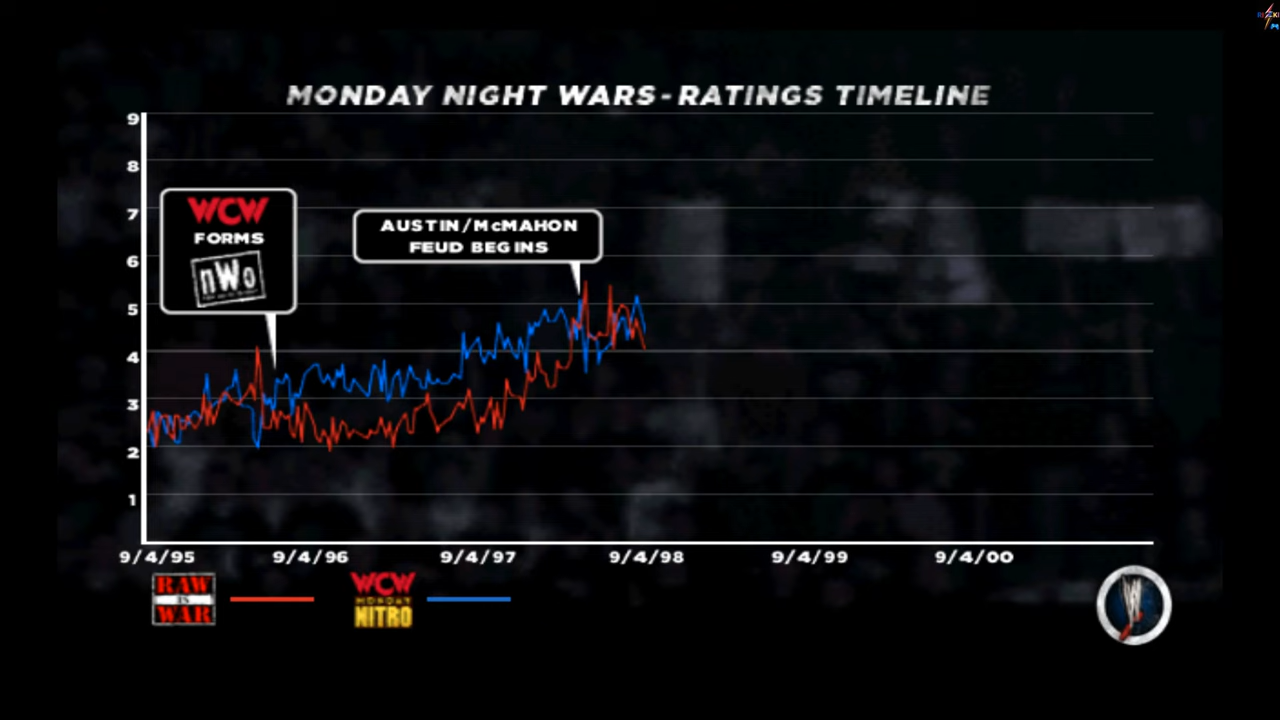 MONDAY NIGHT WARS - RATINGS TIMELINE
9
8
7
6
5
4
3
2
1
WCW
FORMS
nWo
AUSTIN/McMAHON
FEUD BEGINS
9/4/95 9/4/96 9/4/97 9/4/98 9/4/99 9/4/00
RAW
IS
WAR
WCW
MONDAY
NITRO